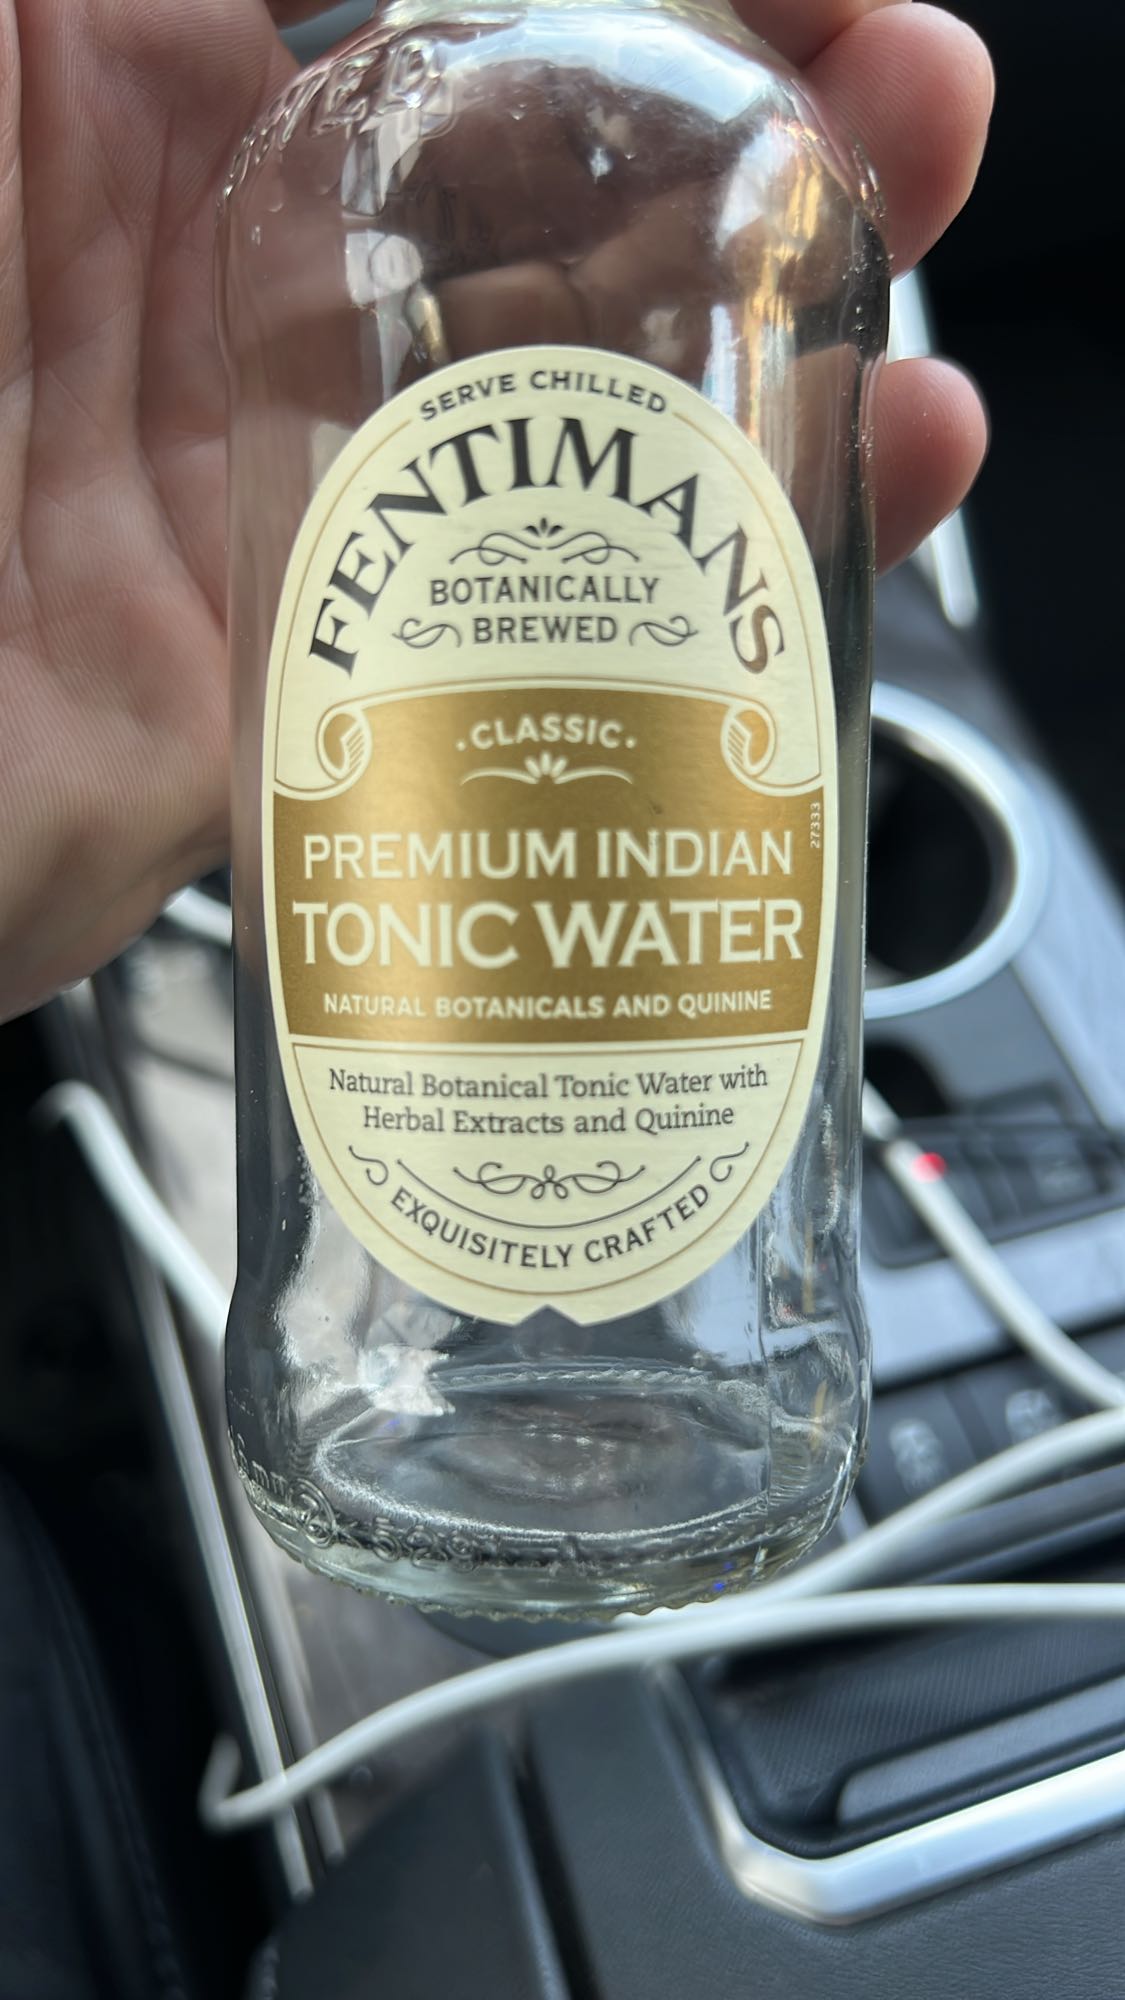 SERVE CHILLED
FENTIMANS
BOTANICALLY
BREWED
·CLASSIC·
PREMIUM INDIAN
TONIC WATER
NATURAL BOTANICALS AND QUININE
27333
Natural Botanical Tonic Water with
Herbal Extracts and Quinine
EXQUISITELY CRAFTED